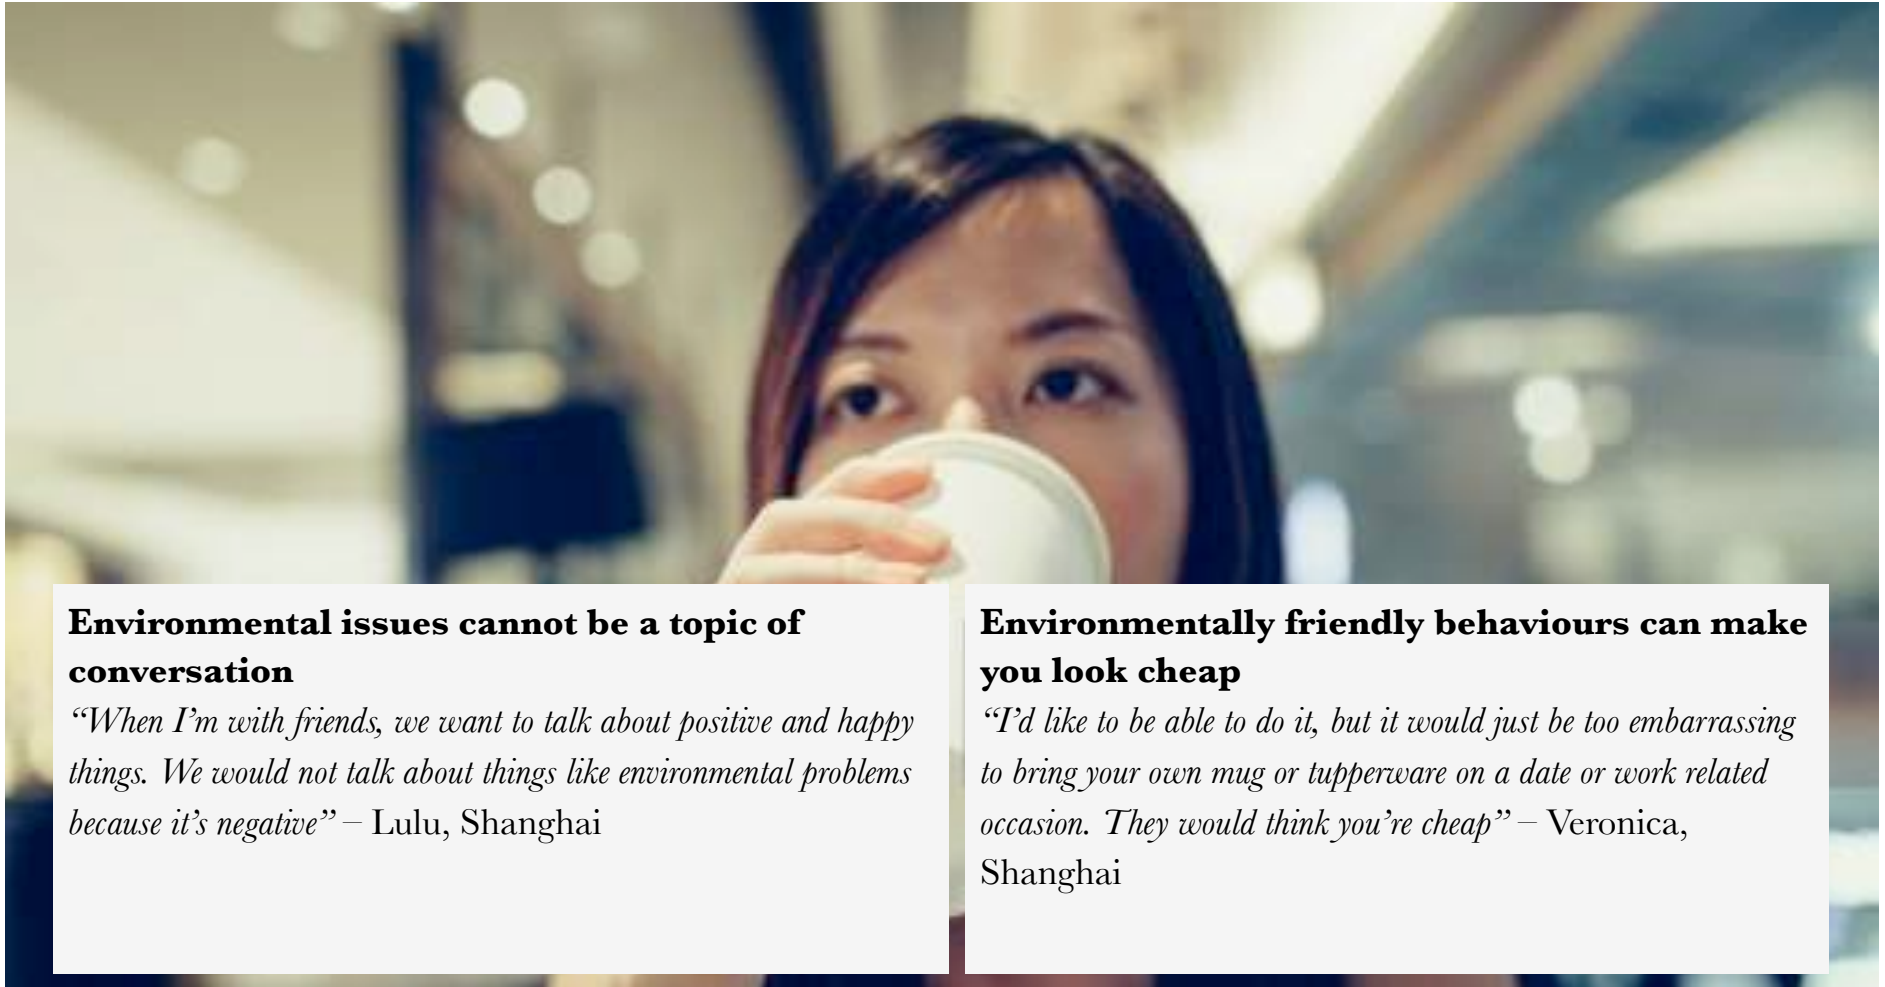 Environmental issues cannot be a topic of
conversation
“When I’m with friends, we want to talk about positive and happy
things. We would not talk about things like environmental problems
because it’s negative” – Lulu, Shanghai
Environmentally friendly behaviours can make
you look cheap
“I’d like to be able to do it, but it would just be too embarrassing
to bring your own mug or tupperware on a date or work related
occasion. They would think you’re cheap” – Veronica,
Shanghai